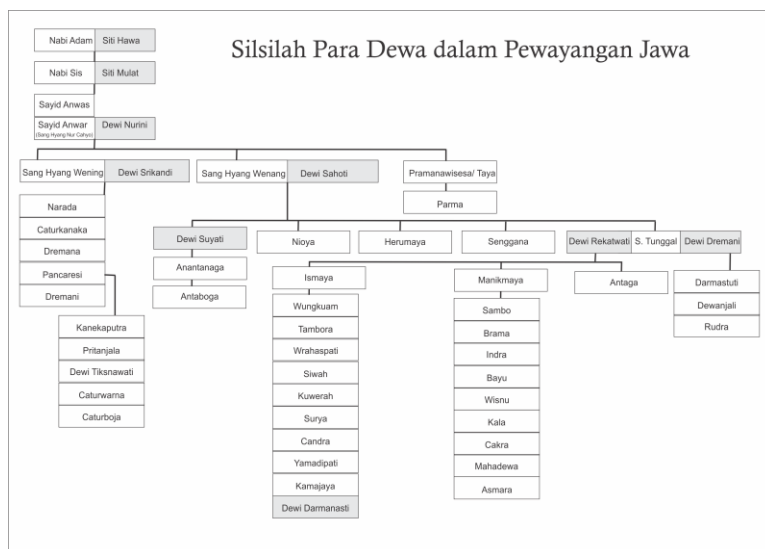 Silsilah Para Dewa dalam Pewayangan Jawa
Nabi Adam Siti Hawa
Nabi Sis Siti Mulat
Sayid Anwas
Sayid Anwar Dewi Nurini
(Sang Hyang Nur Cahyo)
Sang Hyang Wening Dewi Srikandi
Sang Hyang Wenang Dewi Sahoti
Pramanawisesa/ Taya
Parma
Narada
Caturkanaka
Dremana
Pancaresi
Dremani
Kanekaputra
Pritanjala
Dewi Tiksnawati
Caturwarna
Caturboja
Dewi Suyati
Anantanaga
Antaboga
Nioya
Herumaya
Senggana
Dewi Rekatwati S. Tunggal Dewi Dremani
Ismaya
Wungkuam
Tambora
Wrahaspati
Siwah
Kuwerah
Surya
Candra
Yamadipati
Kamajaya
Dewi Darmanasti
Manikmaya
Sambo
Brama
Indra
Bayu
Wisnu
Kala
Cakra
Mahadewa
Asmara
Antaga
Darmastuti
Dewanjali
Rudra